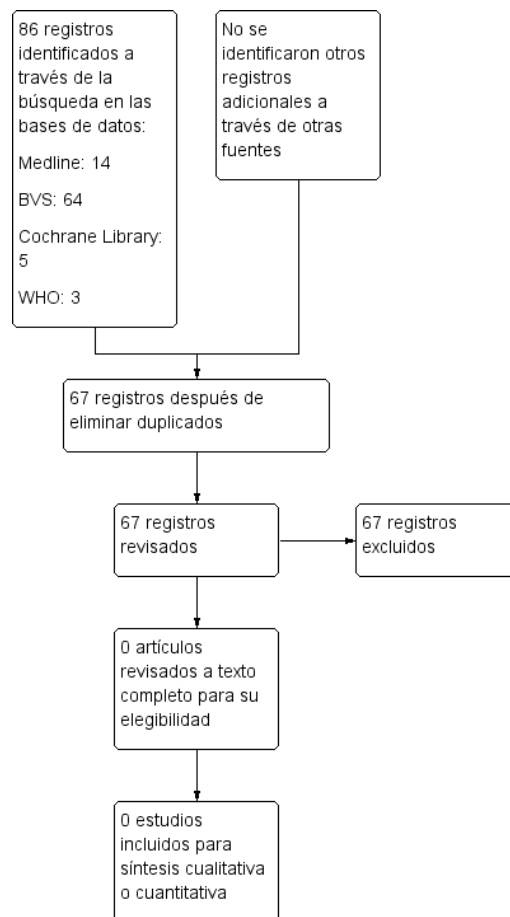 86 registros
identificados a
través de la
búsqueda en las
bases de datos:
Medline: 14
BVS: 64
Cochrane Library:
5
WHO: 3
No se
identificaron otros
registros
adicionales a
través de otras
fuentes
67 registros después de
eliminar duplicados
67 registros
revisados
67 registros
excluidos
0 artículos
revisados a texto
completo para su
elegibilidad
0 estudios
incluidos para
síntesis cualitativa
o cuantitativa